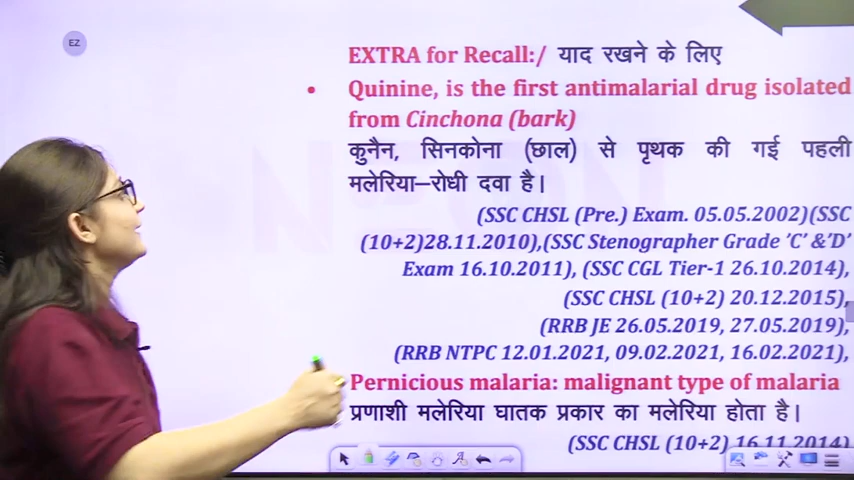 EZ
EXTRA for Recall:/ याद रखने के लिए
• Quinine, is the first antimalarial drug isolated
from Cinchona (bark)
कुनैन, सिनकोना (छाल) से पृथक की गई पहली
मलेरिया–रोधी दवा है।
(SSC CHSL (Pre.) Exam. 05.05.2002)(SSC
(10+2)28.11.2010),(SSC Stenographer Grade 'C' &'D'
Exam 16.10.2011), (SSC CGL Tier-1 26.10.2014),
(SSC CHSL (10+2) 20.12.2015),
(RRB JE 26.05.2019, 27.05.2019),
(RRB NTPC 12.01.2021, 09.02.2021, 16.02.2021),
Pernicious malaria: malignant type of malaria
प्रणाशी मलेरिया घातक प्रकार का मलेरिया होता है।
(SSC CHSL (10+2) 16.11.2014)